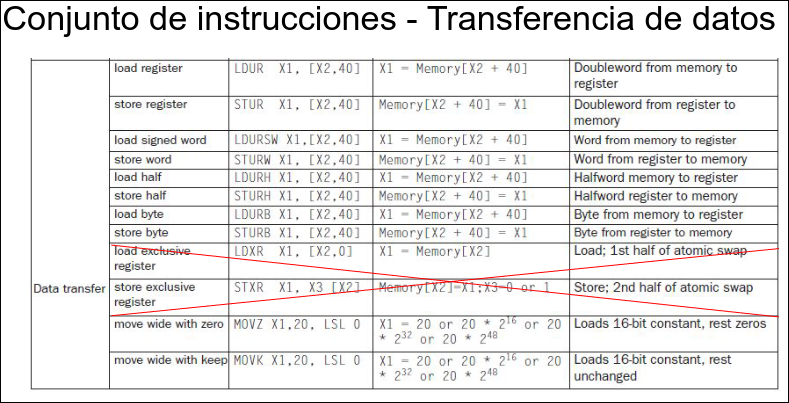 Conjunto de instrucciones - Transferencia de datos
load register LDUR X1, [X2,40] X1 = Memory[X2 + 40] Doubleword from memory to
register
store register STUR X1, [X2,40] Memory[X2 + 40] = X1 Doubleword from register to
memory
load signed word LDURSW X1,[X2,40] X1 = Memory[X2 + 40] Word from memory to register
store word STURW X1, [X2,40] Memory[X2 + 40] = X1 Word from register to memory
load half LDURH X1, [X2,40] X1 = Memory[X2 + 40] Halfword memory to register
store half STURH X1, [X2,40] Memory[X2 + 40] = X1 Halfword register to memory
load byte LDURB X1, [X2,40] X1 = Memory[X2 + 40] Byte from memory to register
store byte STURB X1, [X2,40] Memory[X2 + 40] = X1 Byte from register to memory
load exclusive LDXR X1, [X2,0] X1 = Memory[X2] Load; 1st half of atomic swap
register
Data transfer store exclusive STXR X1, X3 [X2] Memory[X2]=X1;X3=0 or 1 Store; 2nd half of atomic swap
register
move wide with zero MOVZ X1,20, LSL 0 X1 = 20 or 20 * 2^16 or 20 Loads 16-bit constant, rest zeros
* 2^32 or 20 * 2^48
move wide with keep MOVK X1,20, LSL 0 X1 = 20 or 20 * 2^16 or 20 Loads 16-bit constant, rest
* 2^32 or 20 * 2^48 unchanged